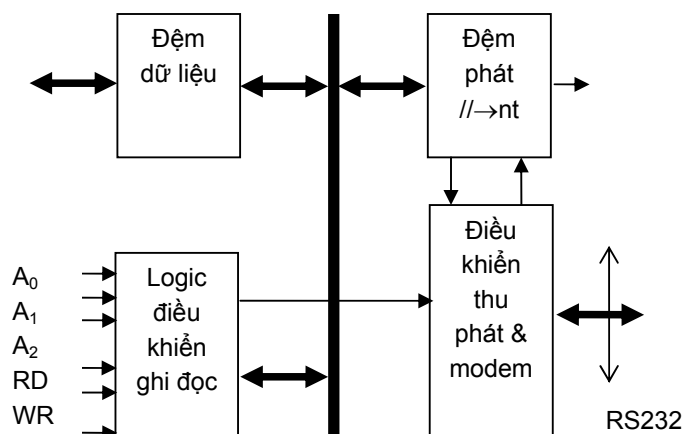 Đệm
dữ liệu
Đệm
phát
//→nt
A₀
A₁
A₂
RD
WR
Logic
điều
khiển
ghi đọc
Điều
khiển
thu
phát &
modem
RS232